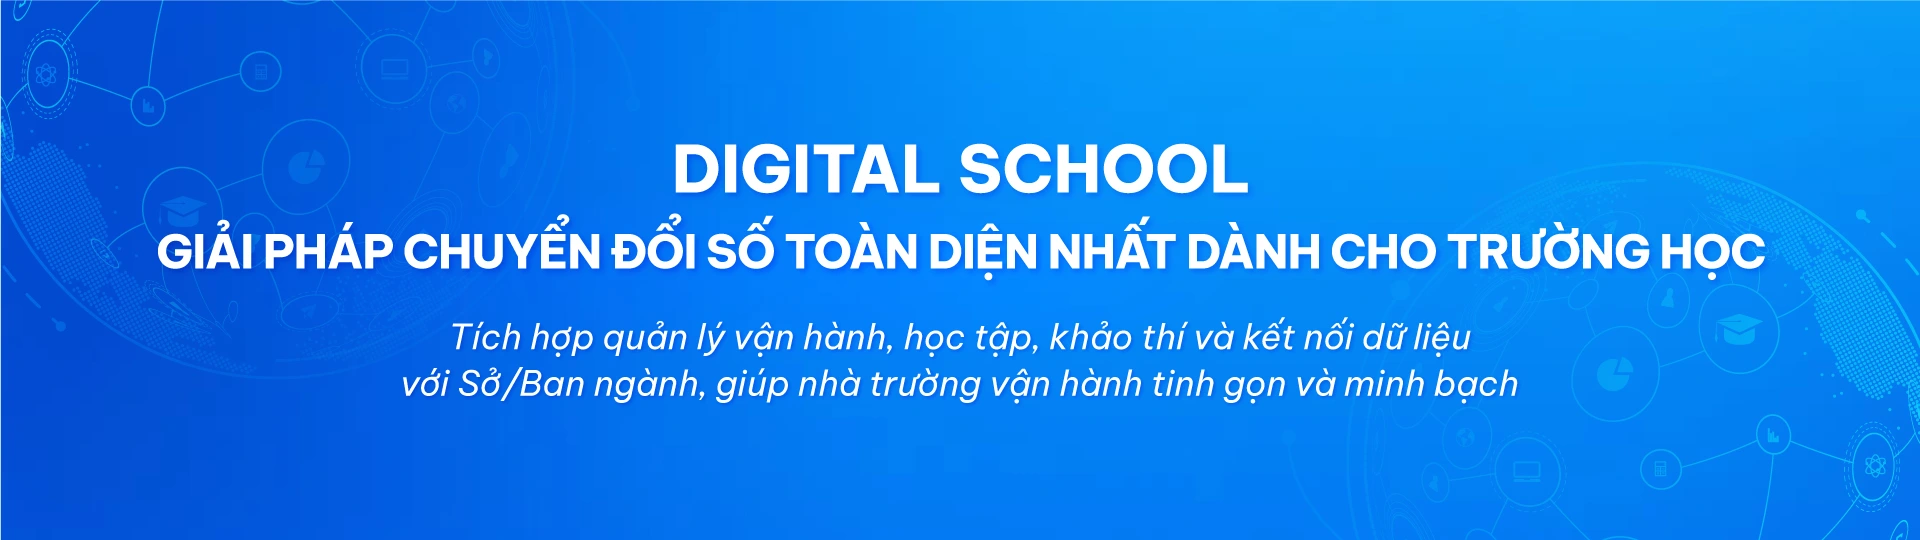 DIGITAL SCHOOL
GIẢI PHÁP CHUYỂN ĐỔI SỐ TOÀN DIỆN NHẤT DÀNH CHO TRƯỜNG HỌC
Tích hợp quản lý vận hành, học tập, khảo thí và kết nối dữ liệu
với Sở/Ban ngành, giúp nhà trường vận hành tinh gọn và minh bạch